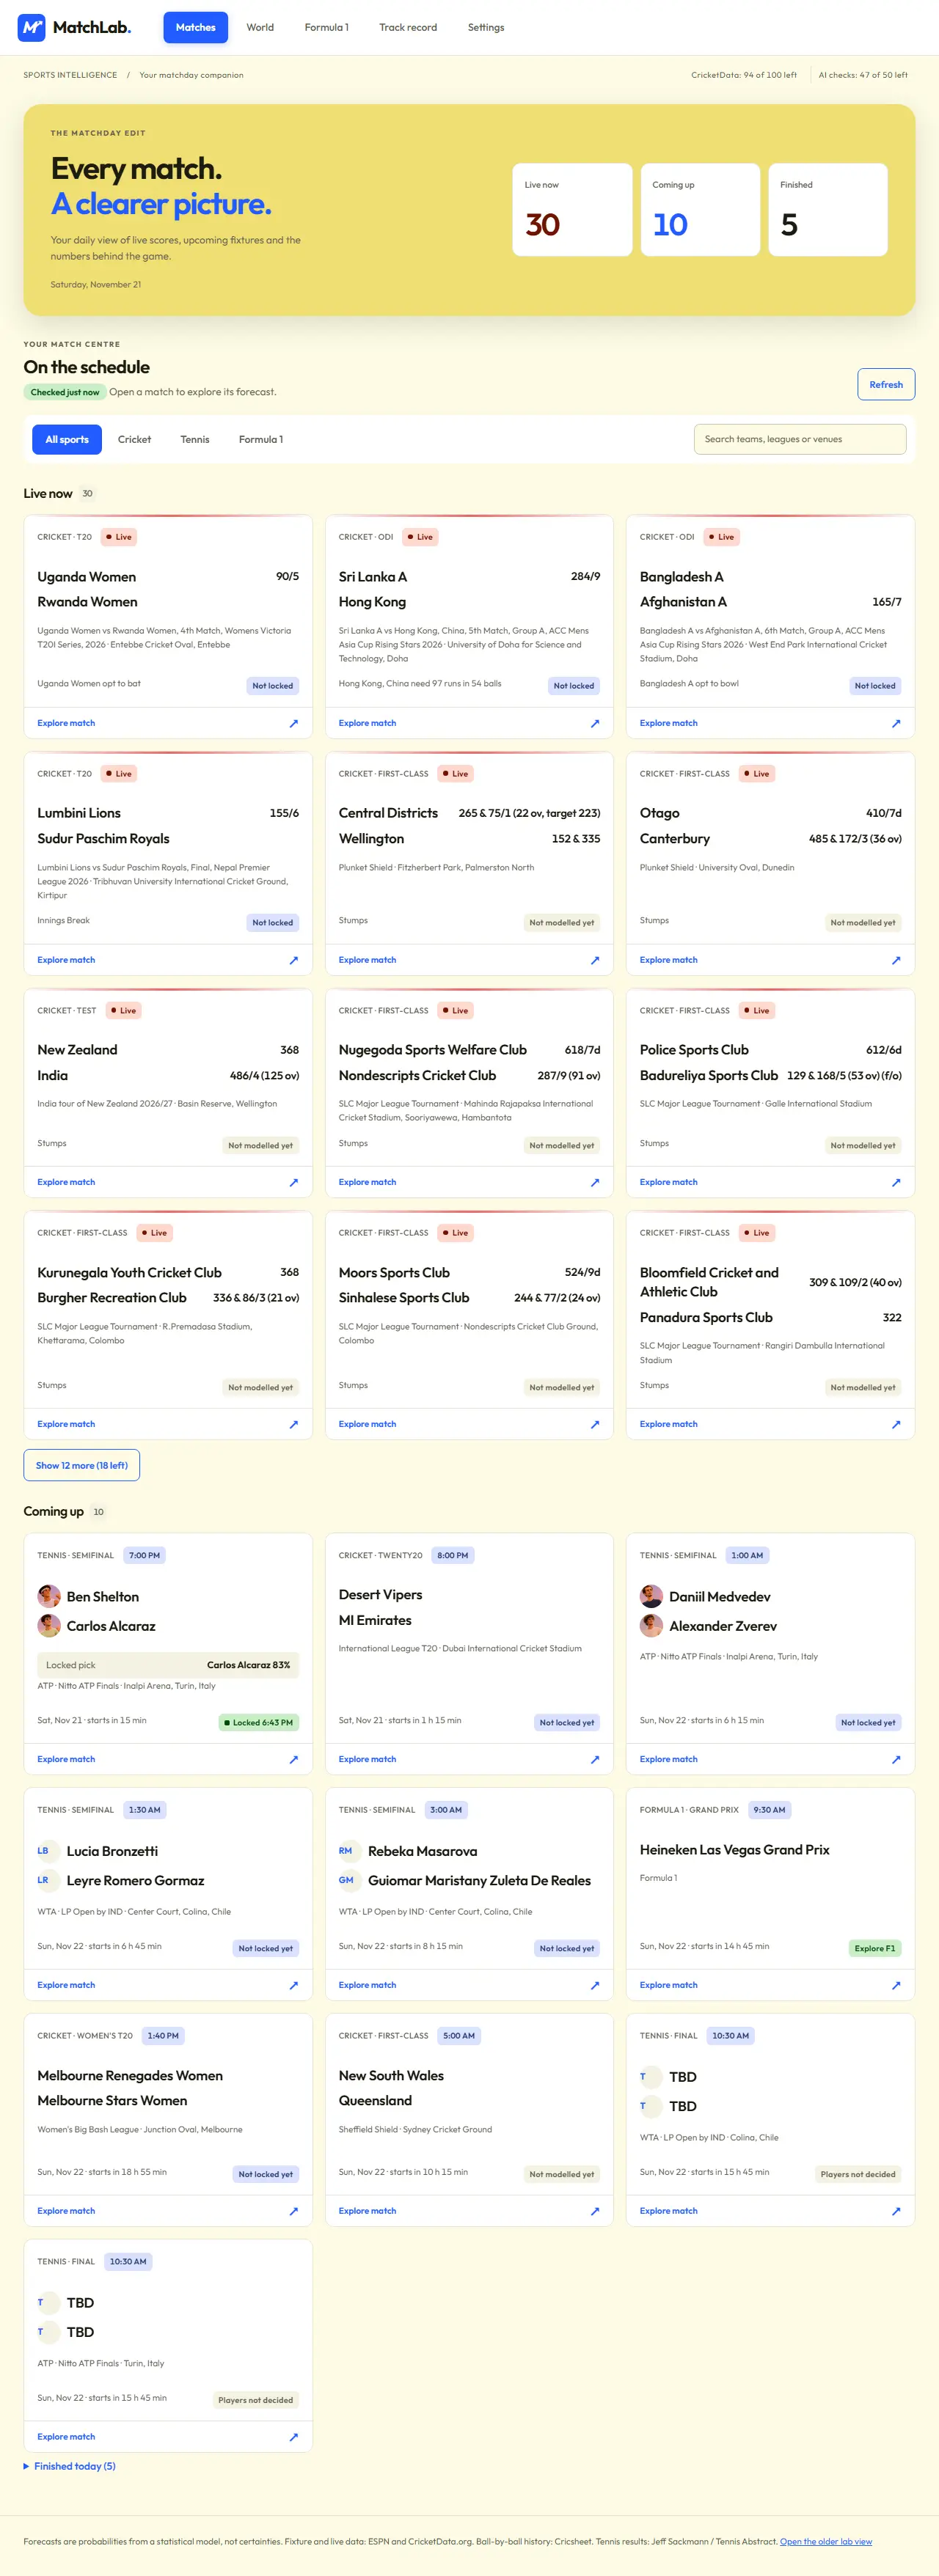 M MatchLab.
Matches World Formula 1 Track record Settings
SPORTS INTELLIGENCE / Your matchday companion
CricketData: 94 of 100 left AI checks: 47 of 50 left
THE MATCHDAY EDIT
Every match.
A clearer picture.
Your daily view of live scores, upcoming fixtures and the
numbers behind the game.
Saturday, November 21
Live now
30
Coming up
10
Finished
5
YOUR MATCH CENTRE
On the schedule
Checked just now Open a match to explore its forecast.
Refresh
All sports Cricket Tennis Formula 1
Search teams, leagues or venues
Live now 30
CRICKET · T20 Live
Uganda Women 90/5
Rwanda Women
Uganda Women vs Rwanda Women, 4th Match, Womens Victoria
T20I Series, 2026 · Entebbe Cricket Oval, Entebbe
Uganda Women opt to bat Not locked
Explore match ↗
CRICKET · ODI Live
Sri Lanka A 284/9
Hong Kong
Sri Lanka A vs Hong Kong, China, 5th Match, Group A, ACC Mens
Asia Cup Rising Stars 2026 · University of Doha for Science and
Technology, Doha
Hong Kong, China need 97 runs in 54 balls Not locked
Explore match ↗
CRICKET · ODI Live
Bangladesh A
Afghanistan A 165/7
Bangladesh A vs Afghanistan A, 6th Match, Group A, ACC Mens
Asia Cup Rising Stars 2026 · West End Park International Cricket
Stadium, Doha
Bangladesh A opt to bowl Not locked
Explore match ↗
CRICKET · T20 Live
Lumbini Lions 155/6
Sudur Paschim Royals
Lumbini Lions vs Sudur Paschim Royals, Final, Nepal Premier
League 2026 · Tribhuvan University International Cricket Ground,
Kirtipur
Innings Break Not locked
Explore match ↗
CRICKET · FIRST-CLASS Live
Central Districts 265 & 75/1 (22 ov, target 223)
Wellington 152 & 335
Plunket Shield · Fitzherbert Park, Palmerston North
Stumps Not modelled yet
Explore match ↗
CRICKET · FIRST-CLASS Live
Otago 410/7d
Canterbury 485 & 172/3 (36 ov)
Plunket Shield · University Oval, Dunedin
Stumps Not modelled yet
Explore match ↗
CRICKET · TEST Live
New Zealand 368
India 486/4 (125 ov)
India tour of New Zealand 2026/27 · Basin Reserve, Wellington
Stumps Not modelled yet
Explore match ↗
CRICKET · FIRST-CLASS Live
Nugegoda Sports Welfare Club 618/7d
Nondescripts Cricket Club 287/9 (91 ov)
SLC Major League Tournament · Mahinda Rajapaksa International
Cricket Stadium, Sooriyawewa, Hambantota
Stumps Not modelled yet
Explore match ↗
CRICKET · FIRST-CLASS Live
Police Sports Club 612/6d
Badureliya Sports Club 129 & 168/5 (53 ov) (f/o)
SLC Major League Tournament · Galle International Stadium
Stumps Not modelled yet
Explore match ↗
CRICKET · FIRST-CLASS Live
Kurunegala Youth Cricket Club 368
Burgher Recreation Club 336 & 86/3 (21 ov)
SLC Major League Tournament · R.Premadasa Stadium,
Khettarama, Colombo
Stumps Not modelled yet
Explore match ↗
CRICKET · FIRST-CLASS Live
Moors Sports Club 524/9d
Sinhalese Sports Club 244 & 77/2 (24 ov)
SLC Major League Tournament · Nondescripts Cricket Club Ground,
Colombo
Stumps Not modelled yet
Explore match ↗
CRICKET · FIRST-CLASS Live
Bloomfield Cricket and
Athletic Club 309 & 109/2 (40 ov)
Panadura Sports Club 322
SLC Major League Tournament · Rangiri Dambulla International
Stadium
Stumps Not modelled yet
Explore match ↗
Show 12 more (18 left)
Coming up 10
TENNIS · SEMIFINAL 7:00 PM
Ben Shelton
Carlos Alcaraz
Locked pick Carlos Alcaraz 83%
ATP · Nitto ATP Finals · Inalpi Arena, Turin, Italy
Sat, Nov 21 · starts in 15 min Locked 6:43 PM
Explore match ↗
CRICKET · TWENTY20 8:00 PM
Desert Vipers
MI Emirates
International League T20 · Dubai International Cricket Stadium
Sat, Nov 21 · starts in 1 h 15 min Not locked yet
Explore match ↗
TENNIS · SEMIFINAL 1:00 AM
Daniil Medvedev
Alexander Zverev
ATP · Nitto ATP Finals · Inalpi Arena, Turin, Italy
Sun, Nov 22 · starts in 6 h 15 min Not locked yet
Explore match ↗
TENNIS · SEMIFINAL 1:30 AM
LB Lucia Bronzetti
LR Leyre Romero Gormaz
WTA · LP Open by IND · Center Court, Colina, Chile
Sun, Nov 22 · starts in 6 h 45 min Not locked yet
Explore match ↗
TENNIS · SEMIFINAL 3:00 AM
RM Rebeka Masarova
GM Guiomar Maristany Zuleta De Reales
WTA · LP Open by IND · Center Court, Colina, Chile
Sun, Nov 22 · starts in 8 h 15 min Not locked yet
Explore match ↗
FORMULA 1 · GRAND PRIX 9:30 AM
Heineken Las Vegas Grand Prix
Formula 1
Sun, Nov 22 · starts in 14 h 45 min Explore F1
Explore match ↗
CRICKET · WOMEN'S T20 1:40 PM
Melbourne Renegades Women
Melbourne Stars Women
Women's Big Bash League · Junction Oval, Melbourne
Sun, Nov 22 · starts in 18 h 55 min Not locked yet
Explore match ↗
CRICKET · FIRST-CLASS 5:00 AM
New South Wales
Queensland
Sheffield Shield · Sydney Cricket Ground
Sun, Nov 22 · starts in 10 h 15 min Not modelled yet
Explore match ↗
TENNIS · FINAL 10:30 AM
T TBD
T TBD
WTA · LP Open by IND · Colina, Chile
Sun, Nov 22 · starts in 15 h 45 min Players not decided
Explore match ↗
TENNIS · FINAL 10:30 AM
T TBD
T TBD
ATP · Nitto ATP Finals · Turin, Italy
Sun, Nov 22 · starts in 15 h 45 min Players not decided
Explore match ↗
▶ Finished today (5)
Forecasts are probabilities from a statistical model, not certainties. Fixture and live data: ESPN and CricketData.org. Ball-by-ball history: Cricsheet. Tennis results: Jeff Sackmann / Tennis Abstract. Open the older lab view